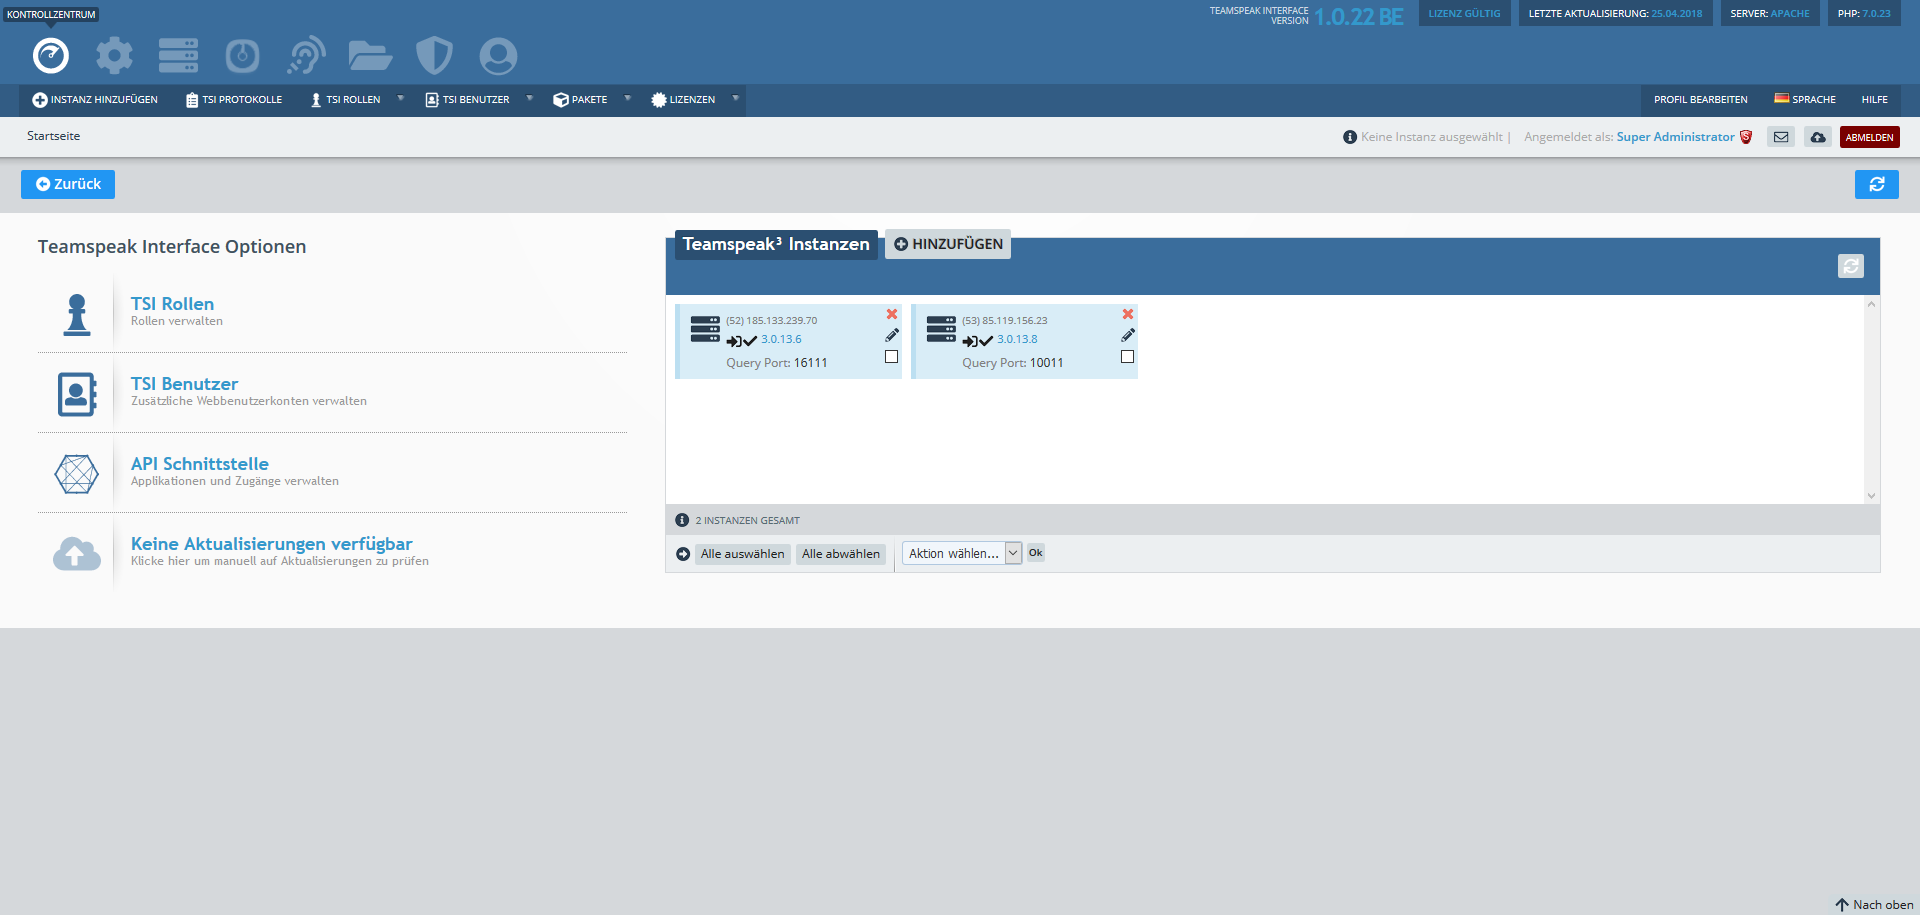 KONTROLLZENTRUM
TEAMSPEAK INTERFACE
VERSION
1.0.22 BE
LIZENZ GÜLTIG
LETZTE AKTUALISIERUNG: 25.04.2018
SERVER: APACHE
PHP: 7.0.23
INSTANZ HINZUFÜGEN
TSI PROTOKOLLE
TSI ROLLEN
TSI BENUTZER
PAKETE
LIZENZEN
PROFIL BEARBEITEN
SPRACHE
HILFE
Startseite
Keine Instanz ausgewählt |
Angemeldet als: Super Administrator
ABMELDEN
Zurück
Teamspeak Interface Optionen
TSI Rollen
Rollen verwalten
TSI Benutzer
Zusätzliche Webbenutzerkonten verwalten
API Schnittstelle
Applikationen und Zugänge verwalten
Keine Aktualisierungen verfügbar
Klicke hier um manuell auf Aktualisierungen zu prüfen
Teamspeak³ Instanzen
HINZUFÜGEN
(52) 185.133.239.70
3.0.13.6
Query Port: 16111
(53) 85.119.156.23
3.0.13.8
Query Port: 10011
2 INSTANZEN GESAMT
Alle auswählen
Alle abwählen
Aktion wählen...
Ok
Nach oben